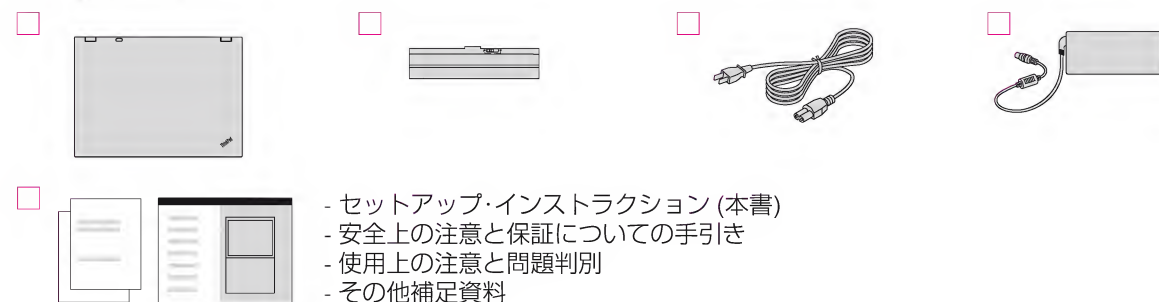 ThinkPad
- セットアップ･インストラクション (本書)
- 安全上の注意と保証についての手引き
- 使用上の注意と問題判別
- その他補足資料